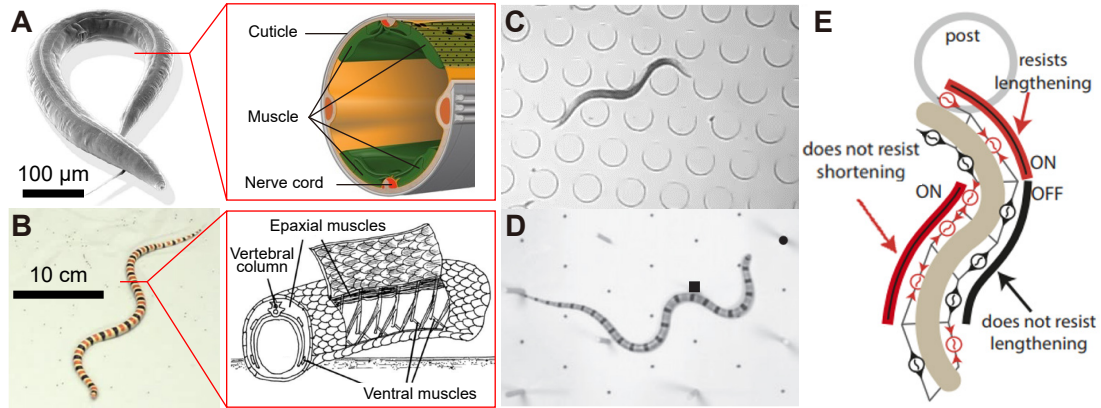 A
100 µm
Cuticle
Muscle
Nerve cord
B
10 cm
Epaxial muscles
Vertebral
column
Ventral muscles
C
D
E
post
resists
lengthening
does not resist
shortening
ON
ON
OFF
does not resist
lengthening